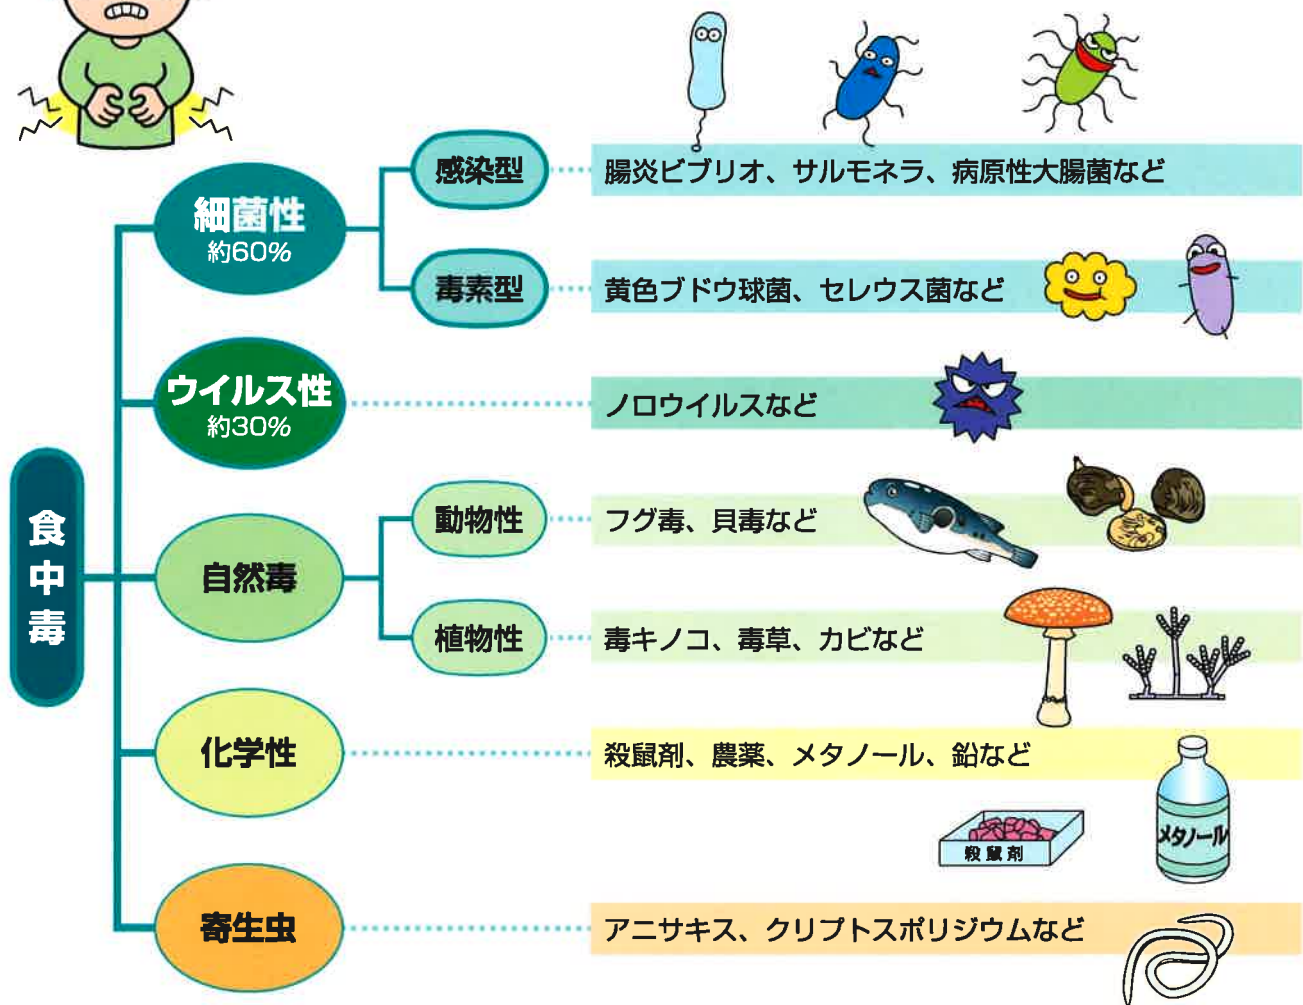 感染型
腸炎ビブリオ、サルモネラ、病原性大腸菌など
細菌性
約60%
毒素型
黄色ブドウ球菌、セレウス菌など
ウイルス性
約30%
ノロウイルスなど
食中毒
動物性
フグ毒、貝毒など
自然毒
植物性
毒キノコ、毒草、カビなど
化学性
殺鼠剤、農薬、メタノール、鉛など
メタノール
殺鼠剤
寄生虫
アニサキス、クリプトスポリジウムなど